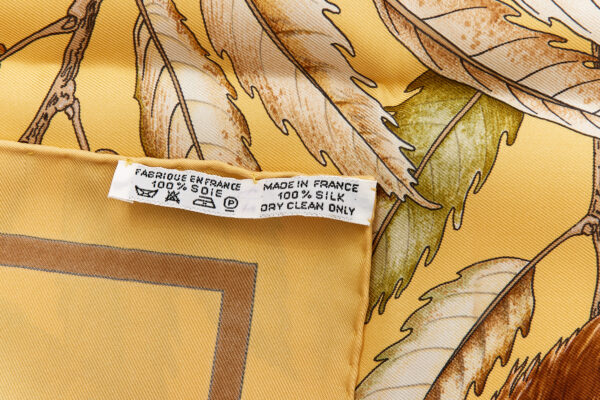 FABRIQUE EN FRANCE
100% SOIE
P
MADE IN FRANCE
100% SILK
DRY CLEAN ONLY